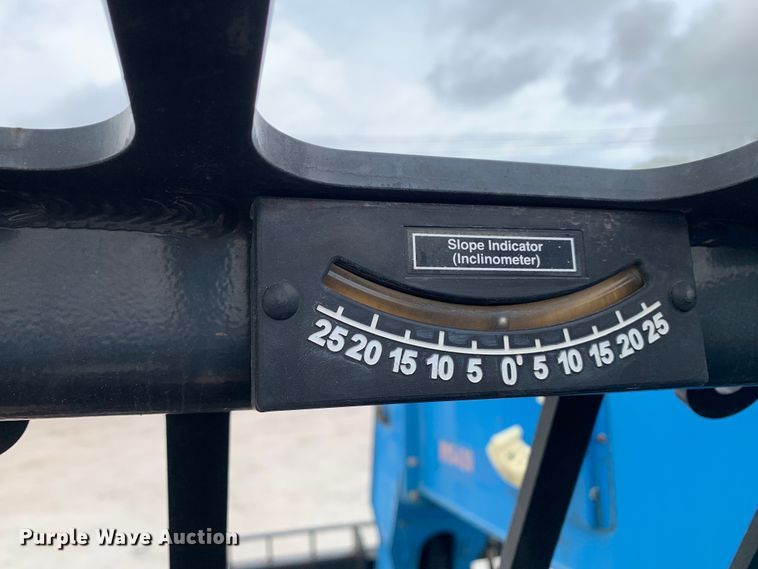 Slope Indicator
(Inclinometer)
25 20 15 10 5 0° 5 10 15 20 25
Purple Wave Auction